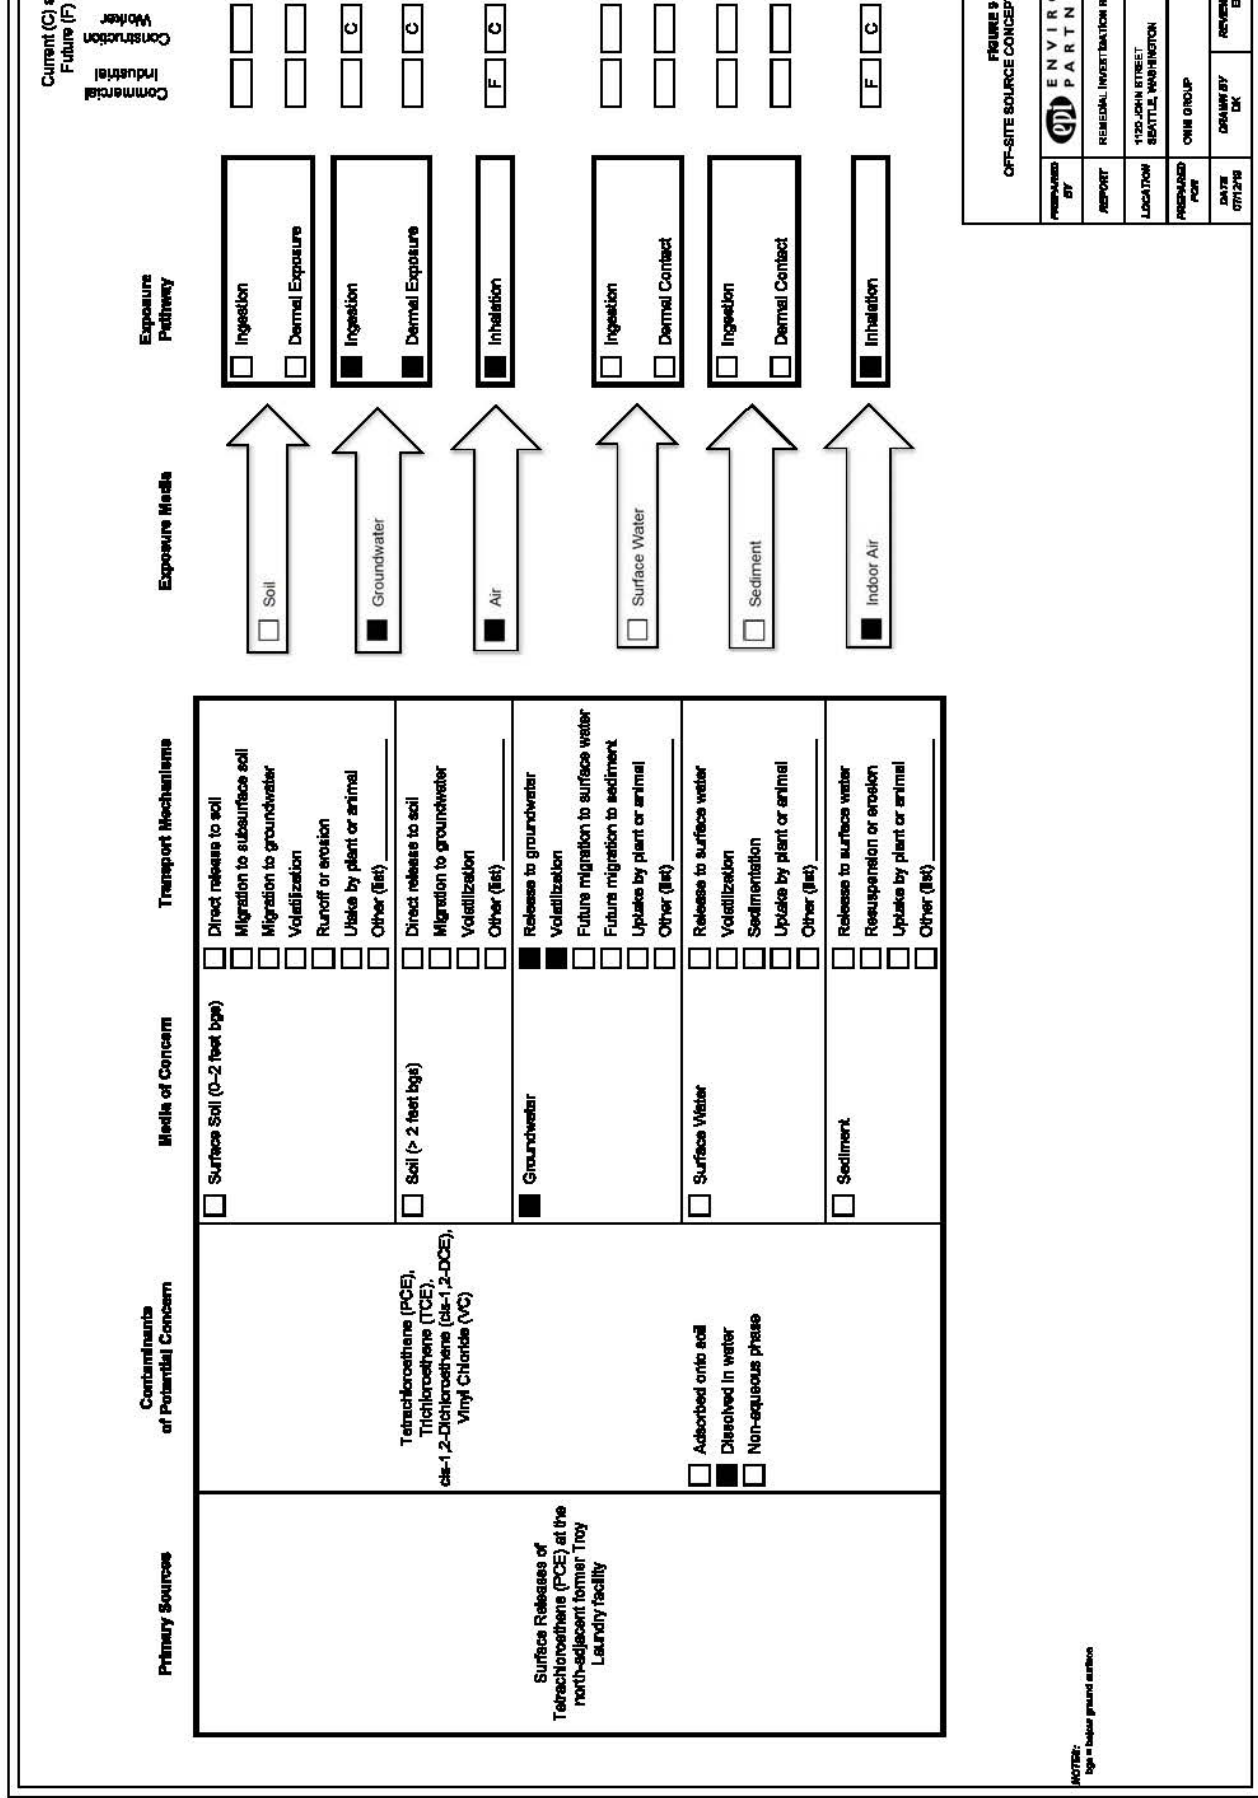 Current (C) a
Future (F)
Commercial
Industrial
Construction
Worker
Primary Sources
Contaminants
of Potential Concern
Media of Concern
Transport Mechanisms
Exposure Media
Exposure
Pathway
Surface Releases of
Tetrachloroethene (PCE) at the
north-adjacent former Troy
Laundry facility
Tetrachloroethene (PCE),
Trichloroethene (TCE),
cis-1,2-Dichloroethene (cis-1,2-DCE),
Vinyl Chloride (VC)
Adsorbed onto soil
Dissolved in water
Non-aqueous phase
Surface Soil (0-2 feet bgs)
Direct release to soil
Migration to subsurface soil
Migration to groundwater
Volatilization
Runoff or erosion
Utake by plant or animal
Other (list)
Soil (> 2 feet bgs)
Direct release to soil
Migration to groundwater
Volatilization
Other (list)
Groundwater
Release to groundwater
Volatilization
Future migration to surface water
Future migration to sediment
Uptake by plant or animal
Other (list)
Surface Water
Release to surface water
Volatilization
Sedimentation
Uptake by plant or animal
Other (list)
Sediment
Release to surface water
Resuspension or erosion
Uptake by plant or animal
Other (list)
Soil
Ingestion
Dermal Exposure
Groundwater
Ingestion
C
Dermal Exposure
C
Air
Inhalation
F C
Surface Water
Ingestion
Dermal Contact
Sediment
Ingestion
Dermal Contact
Indoor Air
Inhalation
F C
NOTES:
bgs = below ground surface
FIGURE 9
OFF-SITE SOURCE CONCEP
PREPARED
BY
epi
ENVIRO
PARTN
REPORT
REMEDIAL INVESTIGATION R
LOCATION
1120 JOHN STREET
SEATTLE, WASHINGTON
PREPARED
FOR
ONNI GROUP
DATE
07/12/19
DRAWN BY
DK
REVIEW
E